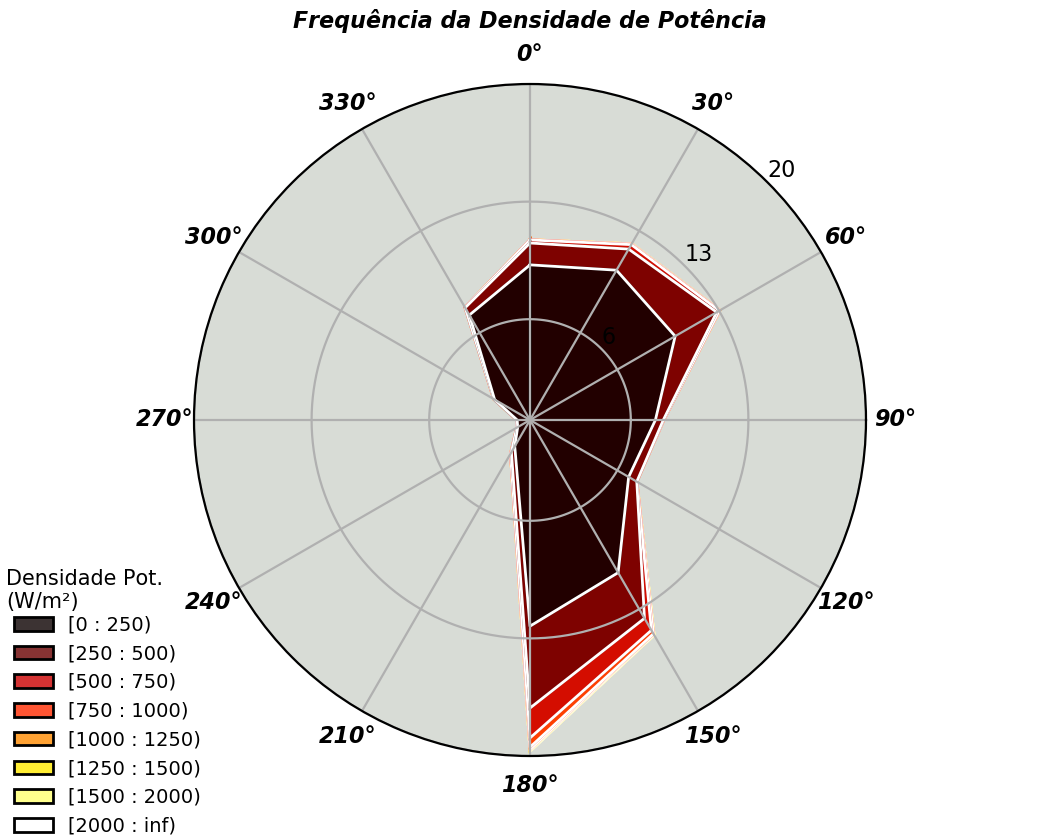 Frequência da Densidade de Potência
0°
330°
30°
20
300°
60°
13
6
270°
90°
Densidade Pot.
(W/m²)
240°
120°
[0 : 250)
[250 : 500)
[500 : 750)
[750 : 1000)
[1000 : 1250)
[1250 : 1500)
[1500 : 2000)
[2000 : inf)
210°
150°
180°